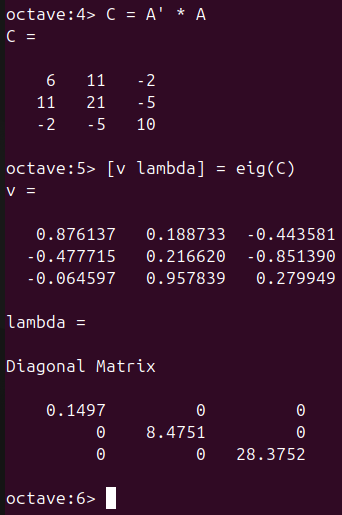 octave:4> C = A' * A
C =
6 11 -2
11 21 -5
-2 -5 10
octave:5> [v lambda] = eig(C)
v =
0.876137 0.188733 -0.443581
-0.477715 0.216620 -0.851390
-0.064597 0.957839 0.279949
lambda =
Diagonal Matrix
0.1497 0 0
0 8.4751 0
0 0 28.3752
octave:6>